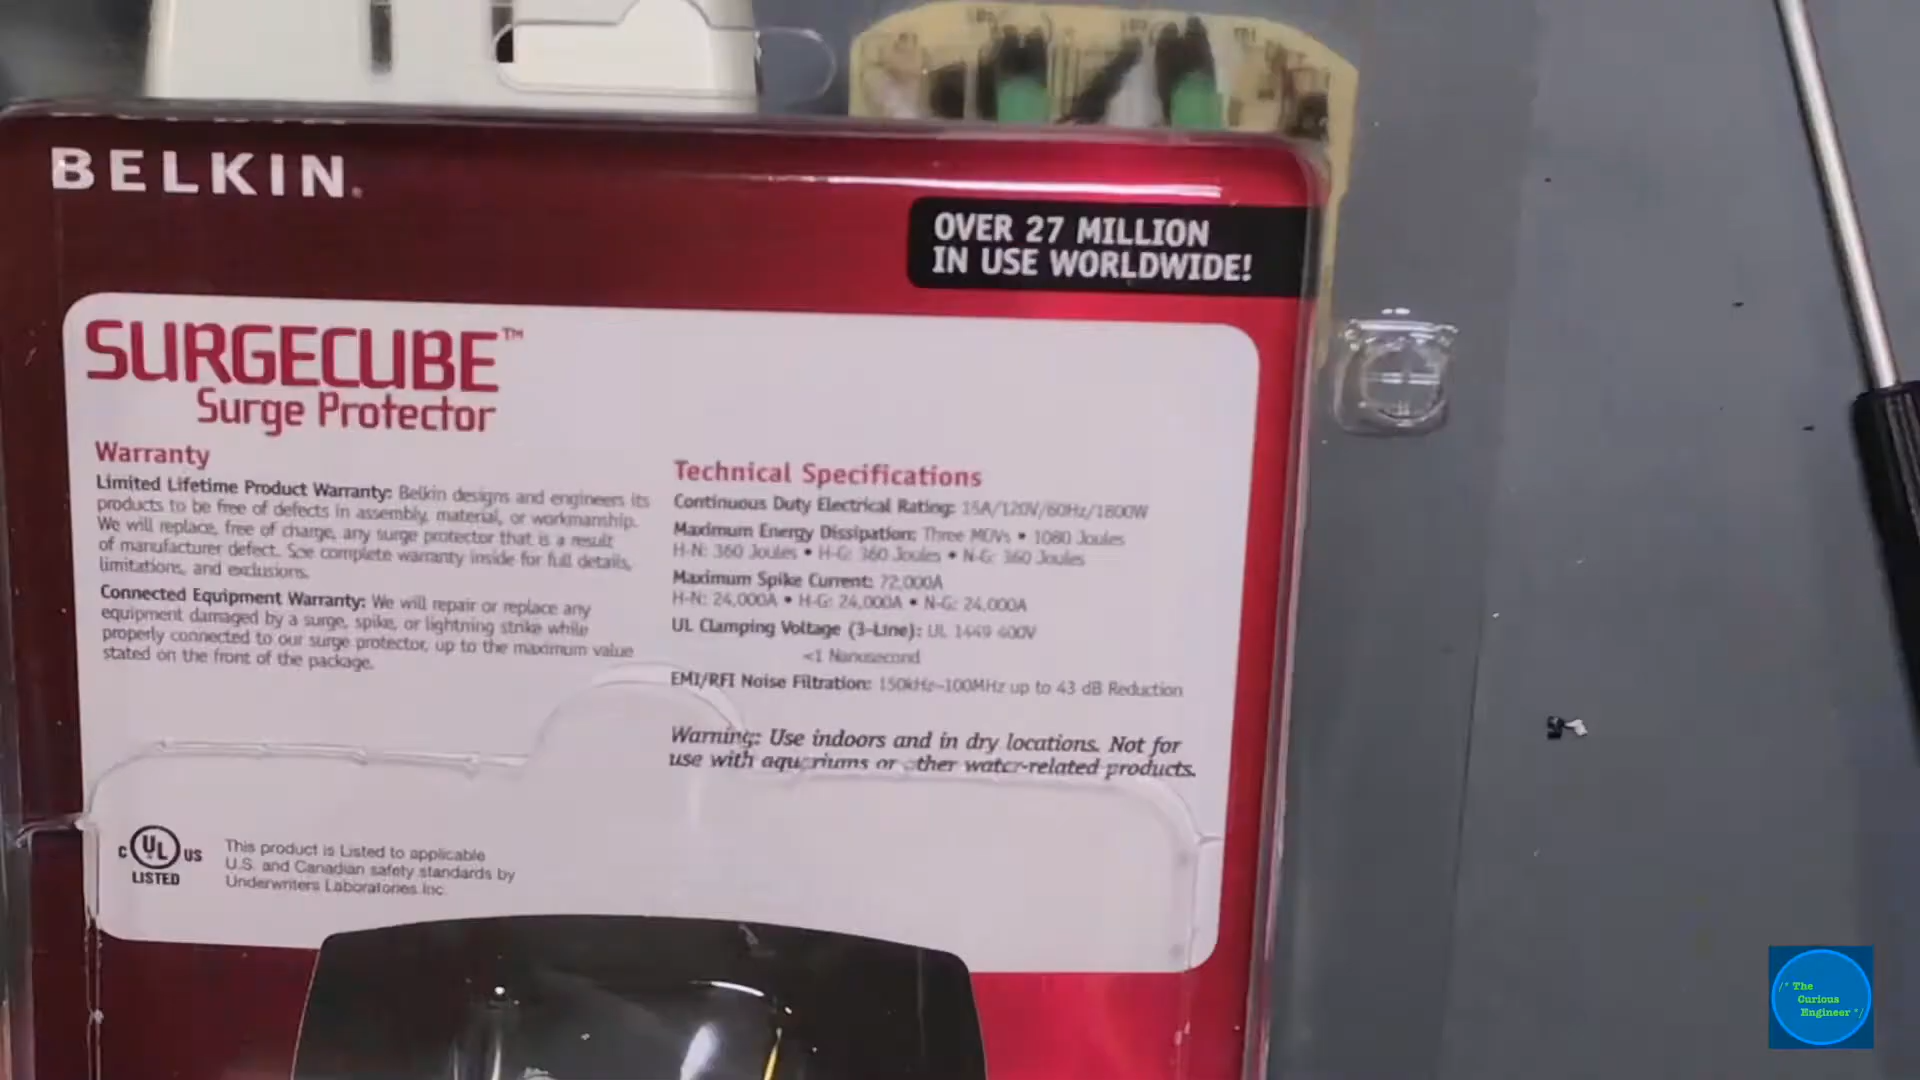 BELKIN.
OVER 27 MILLION
IN USE WORLDWIDE!
SURGECUBE™
Surge Protector
Warranty
Limited Lifetime Product Warranty: Belkin designs and engineers its
products to be free of defects in assembly, material, or workmanship.
We will replace, free of charge, any surge protector that is a result
of manufacturer defect. See complete warranty inside for full details,
limitations, and exclusions.
Connected Equipment Warranty: We will repair or replace any
equipment damaged by a surge, spike, or lightning strike while
properly connected to our surge protector, up to the maximum value
stated on the front of the package.
Technical Specifications
Continuous Duty Electrical Rating: 15A/120V/60Hz/1800W
Maximum Energy Dissipation: Three MOVs • 1080 Joules
H-N: 360 Joules • H-G: 360 Joules • N-G: 360 Joules
Maximum Spike Current: 72,000A
H-N: 24,000A • H-G: 24,000A • N-G: 24,000A
UL Clamping Voltage (3-Line): UL 1449 400V
<1 Nanosecond
EMI/RFI Noise Filtration: 150kHz–100MHz up to 43 dB Reduction
Warning: Use indoors and in dry locations. Not for
use with aquariums or other water-related products.
C UL US
LISTED
This product is Listed to applicable
U.S. and Canadian safety standards by
Underwriters Laboratories Inc.
/* The
Curious
Engineer */